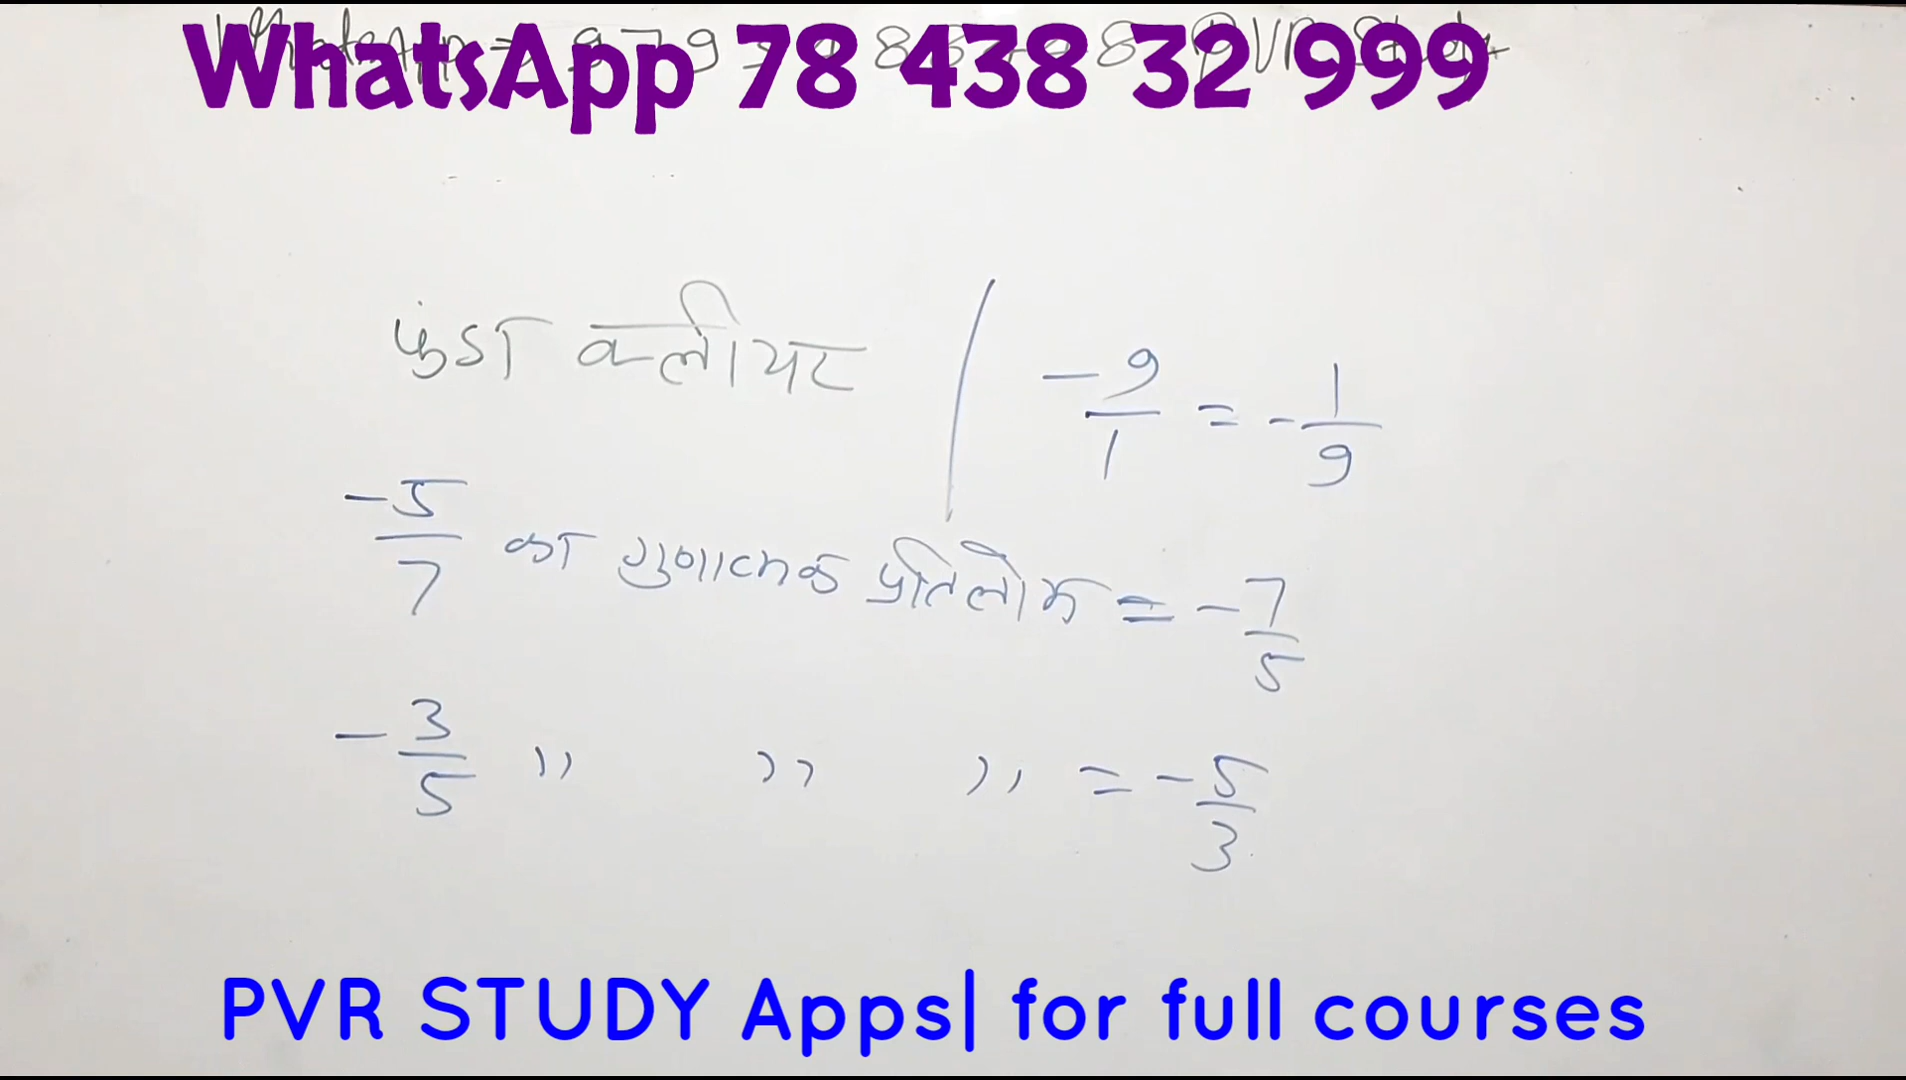 WhatsApp 78 438 32 999
फुंडा क्लीयर
-9/1 = -1/9
-5/7 का गुणात्मक प्रतिलोम = -7/5
-3/5 ,, ,, ,, = -5/3
PVR STUDY Apps| for full courses